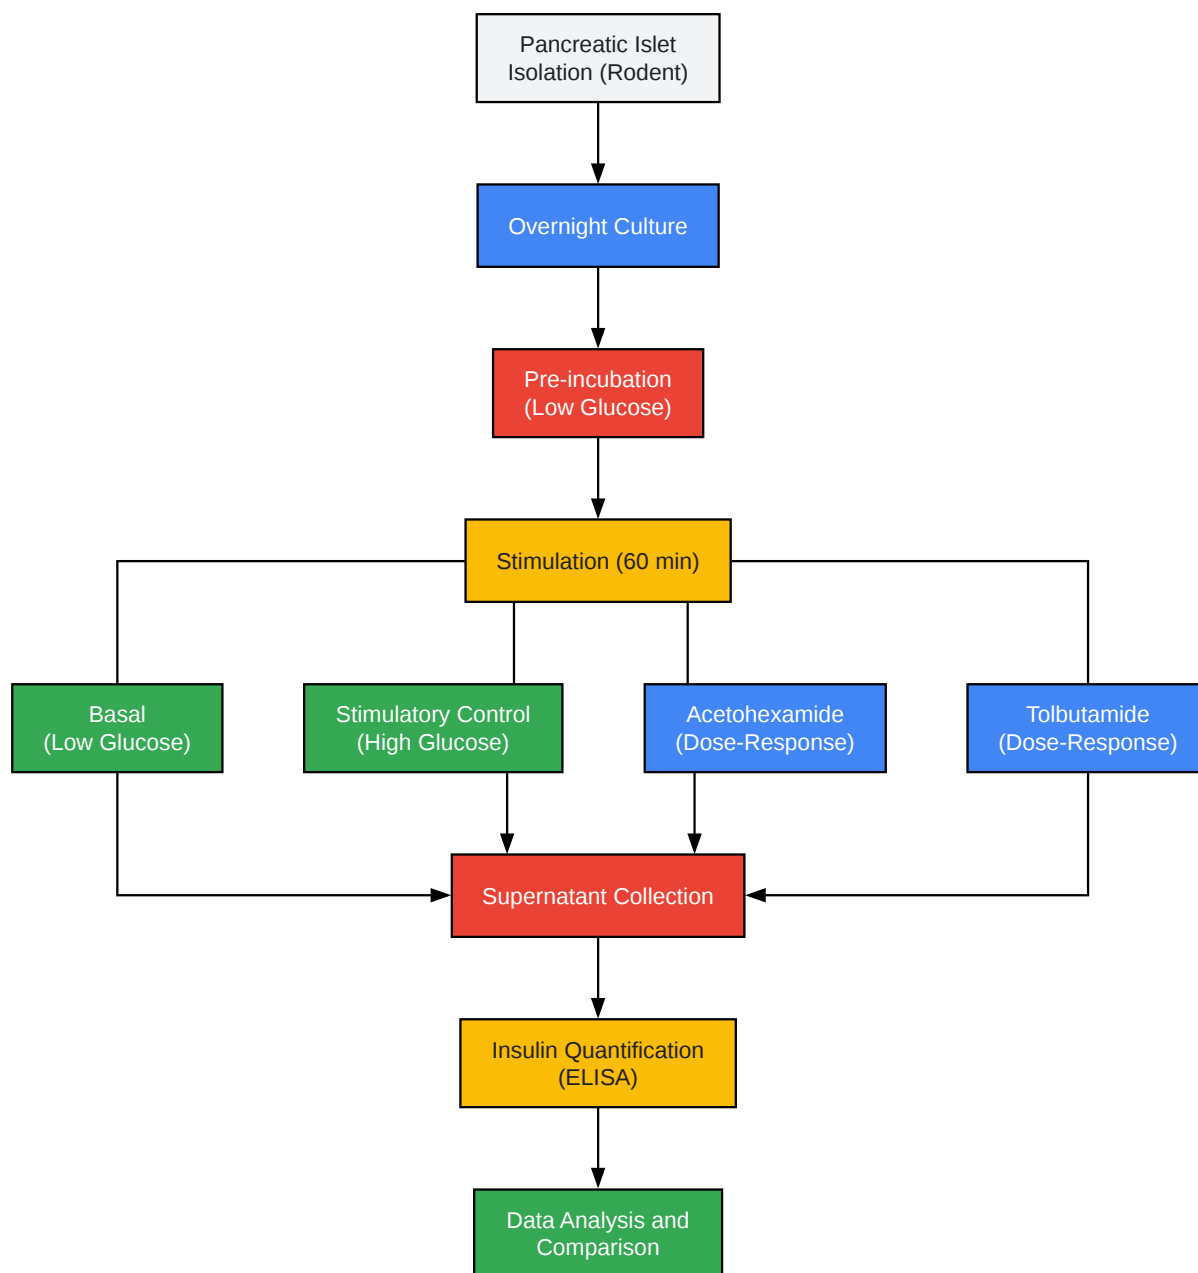 Pancreatic Islet
Isolation (Rodent)
Overnight Culture
Pre-incubation
(Low Glucose)
Stimulation (60 min)
Basal
(Low Glucose)
Stimulatory Control
(High Glucose)
Acetohexamide
(Dose-Response)
Tolbutamide
(Dose-Response)
Supernatant Collection
Insulin Quantification
(ELISA)
Data Analysis and
Comparison